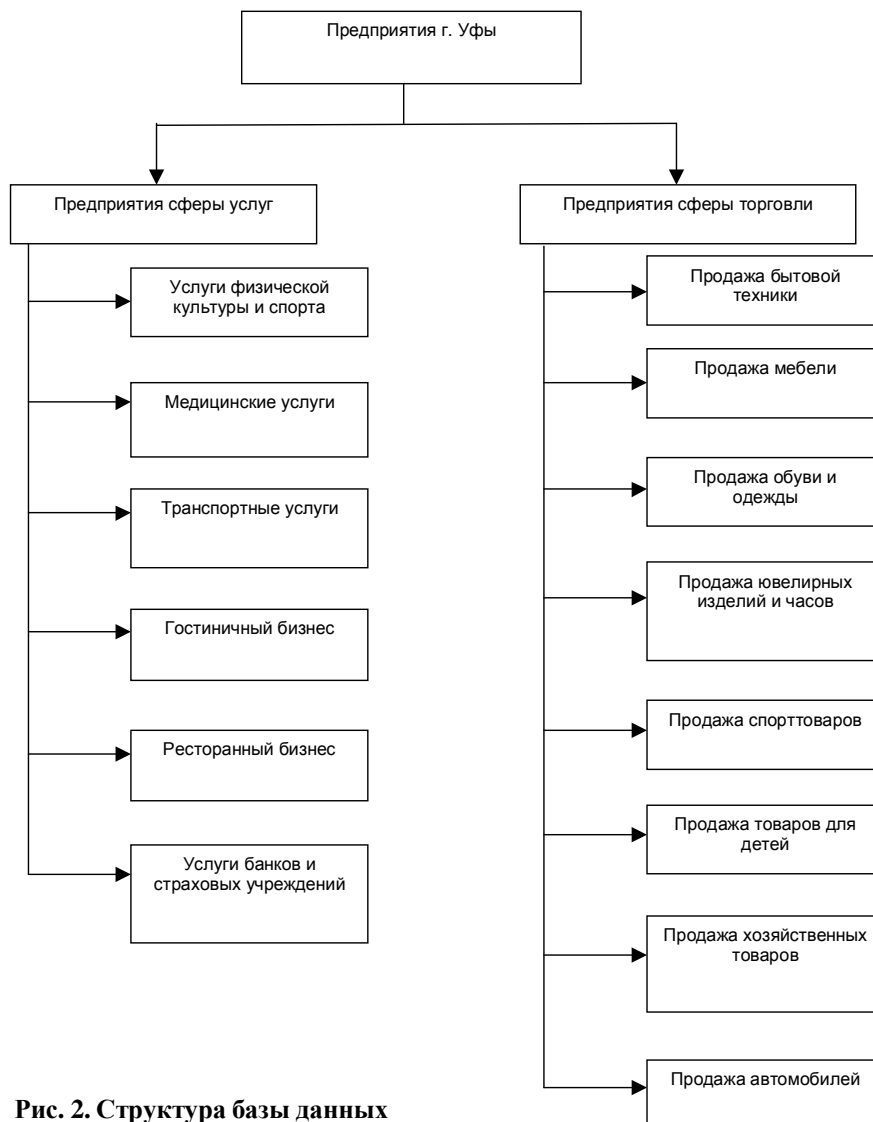 Предприятия г. Уфы
Предприятия сферы услуг
Услуги физической
культуры и спорта
Медицинские услуги
Транспортные услуги
Гостиничный бизнес
Ресторанный бизнес
Услуги банков и
страховых учреждений
Предприятия сферы торговли
Продажа бытовой
техники
Продажа мебели
Продажа обуви и
одежды
Продажа ювелирных
изделий и часов
Продажа спорттоваров
Продажа товаров для
детей
Продажа хозяйственных
товаров
Продажа автомобилей
Рис. 2. Структура базы данных